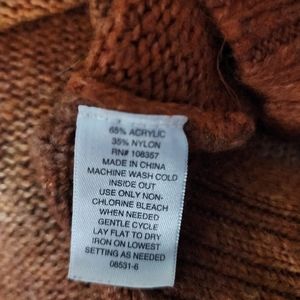 65% ACRYLIC
35% NYLON
RN# 108357
MADE IN CHINA
MACHINE WASH COLD
INSIDE OUT
USE ONLY NON-
CHLORINE BLEACH
WHEN NEEDED
GENTLE CYCLE
LAY FLAT TO DRY
IRON ON LOWEST
SETTING AS NEEDED
08531-6